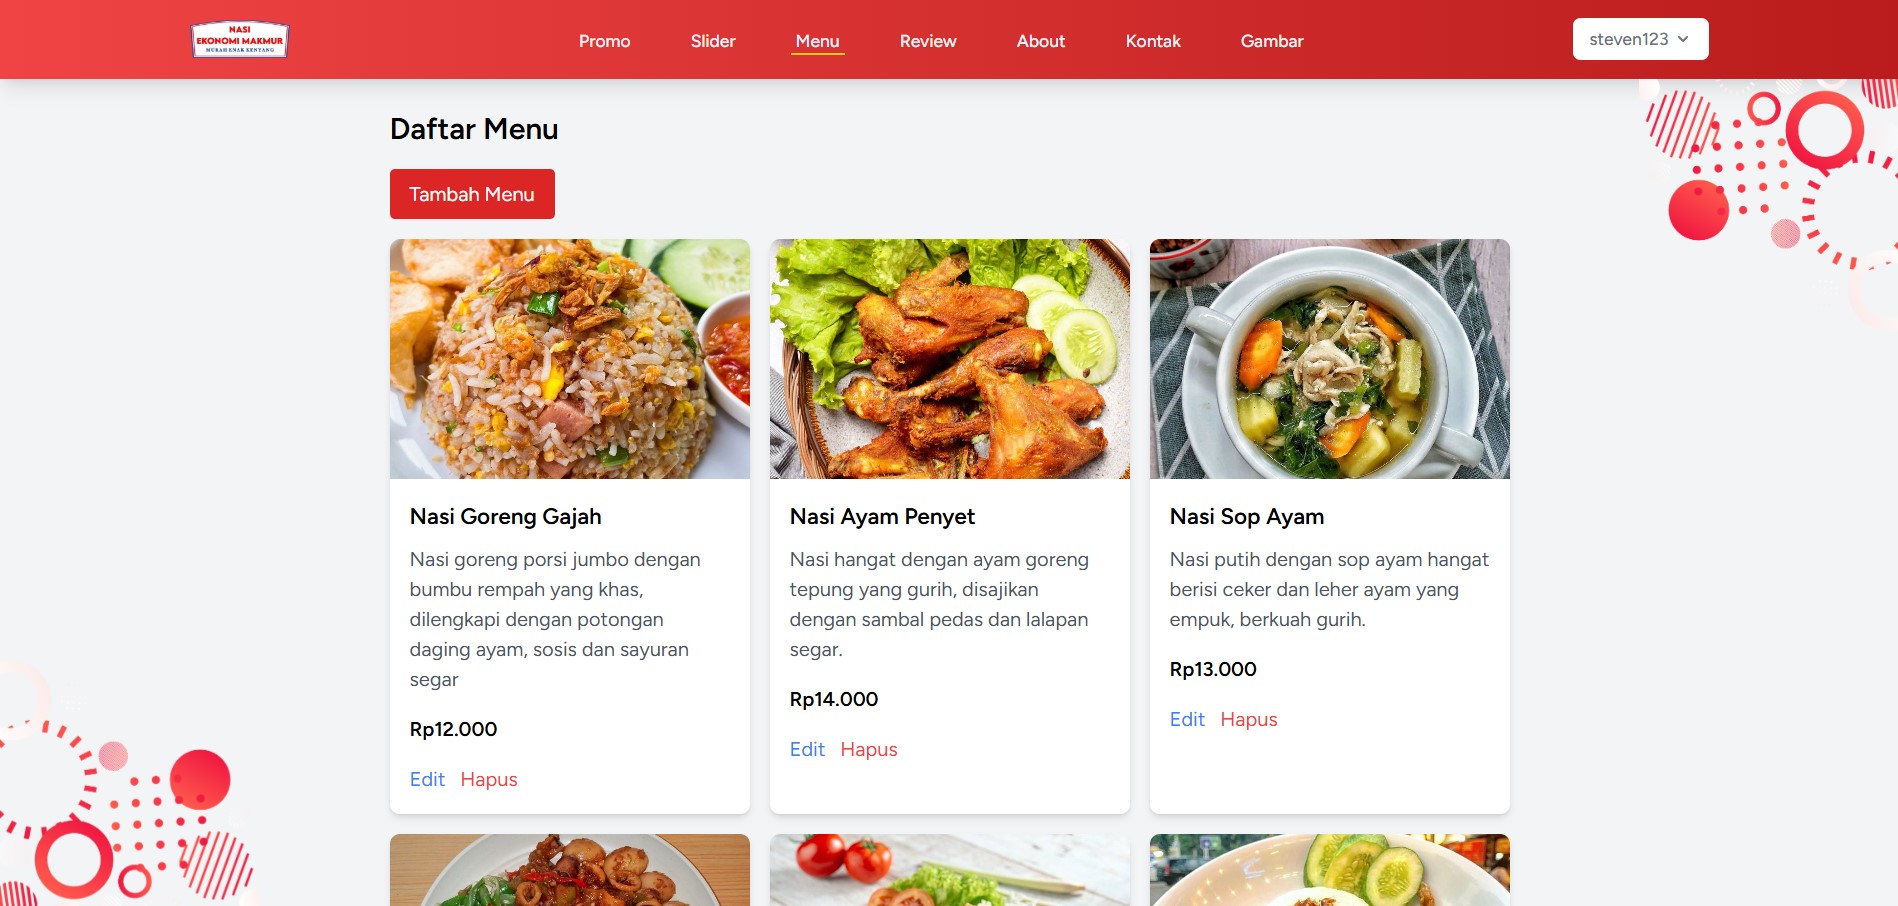 NASI
EKONOMI MAKMUR
MURAH ENAK KENYANG
Promo
Slider
Menu
Review
About
Kontak
Gambar
steven123
Daftar Menu
Tambah Menu
Nasi Goreng Gajah
Nasi goreng porsi jumbo dengan
bumbu rempah yang khas,
dilengkapi dengan potongan
daging ayam, sosis dan sayuran
segar
Rp12.000
Edit Hapus
Nasi Ayam Penyet
Nasi hangat dengan ayam goreng
tepung yang gurih, disajikan
dengan sambal pedas dan lalapan
segar.
Rp14.000
Edit Hapus
Nasi Sop Ayam
Nasi putih dengan sop ayam hangat
berisi ceker dan leher ayam yang
empuk, berkuah gurih.
Rp13.000
Edit Hapus